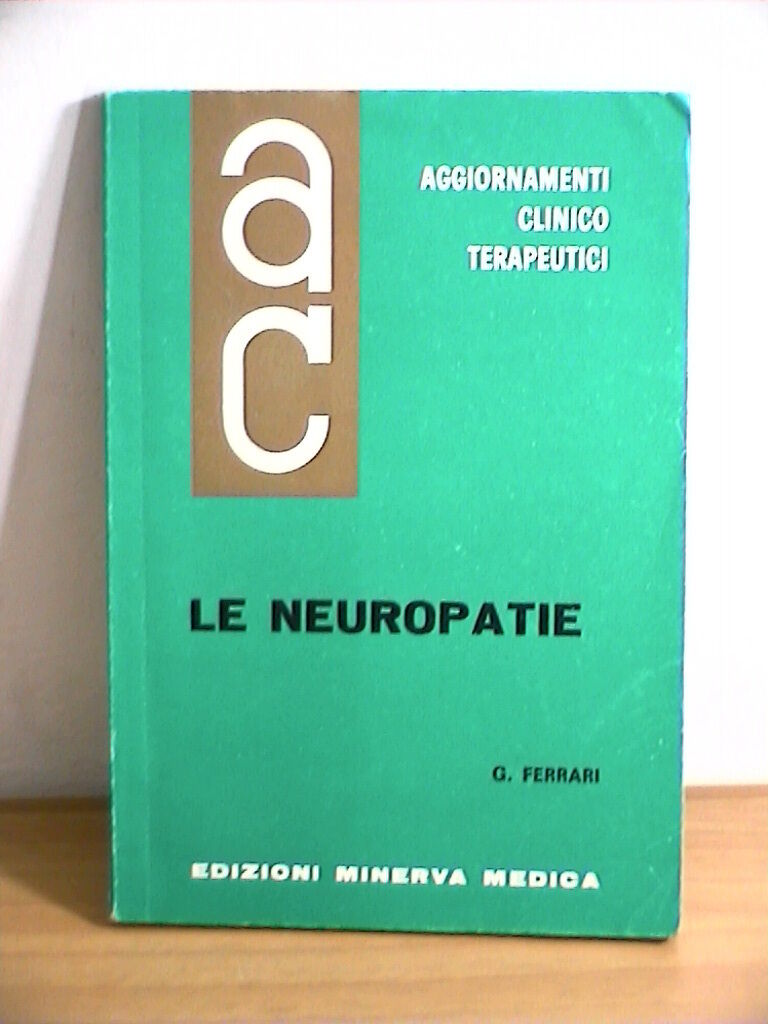 ac
AGGIORNAMENTI
CLINICO
TERAPEUTICI
LE NEUROPATIE
G. FERRARI
EDIZIONI MINERVA MEDICA